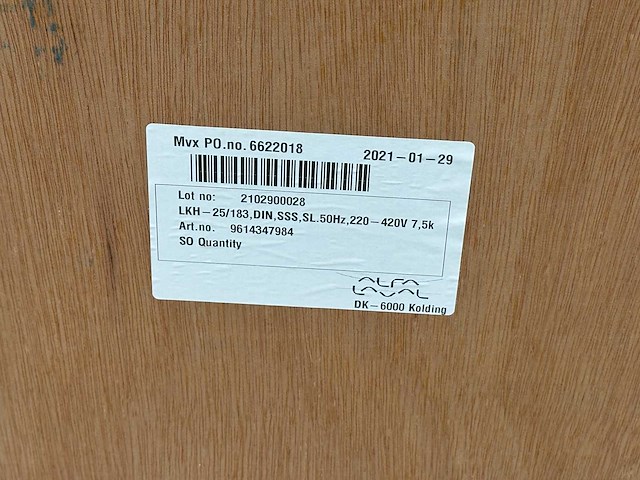 Mvx PO.no. 6622018 2021-01-29
Lot no: 2102900028
LKH-25/183,DIN,SSS,SL.50Hz,220-420V 7,5k
Art.no. 9614347984
SO Quantity
ALFA
LAVAL
DK-6000 Kolding